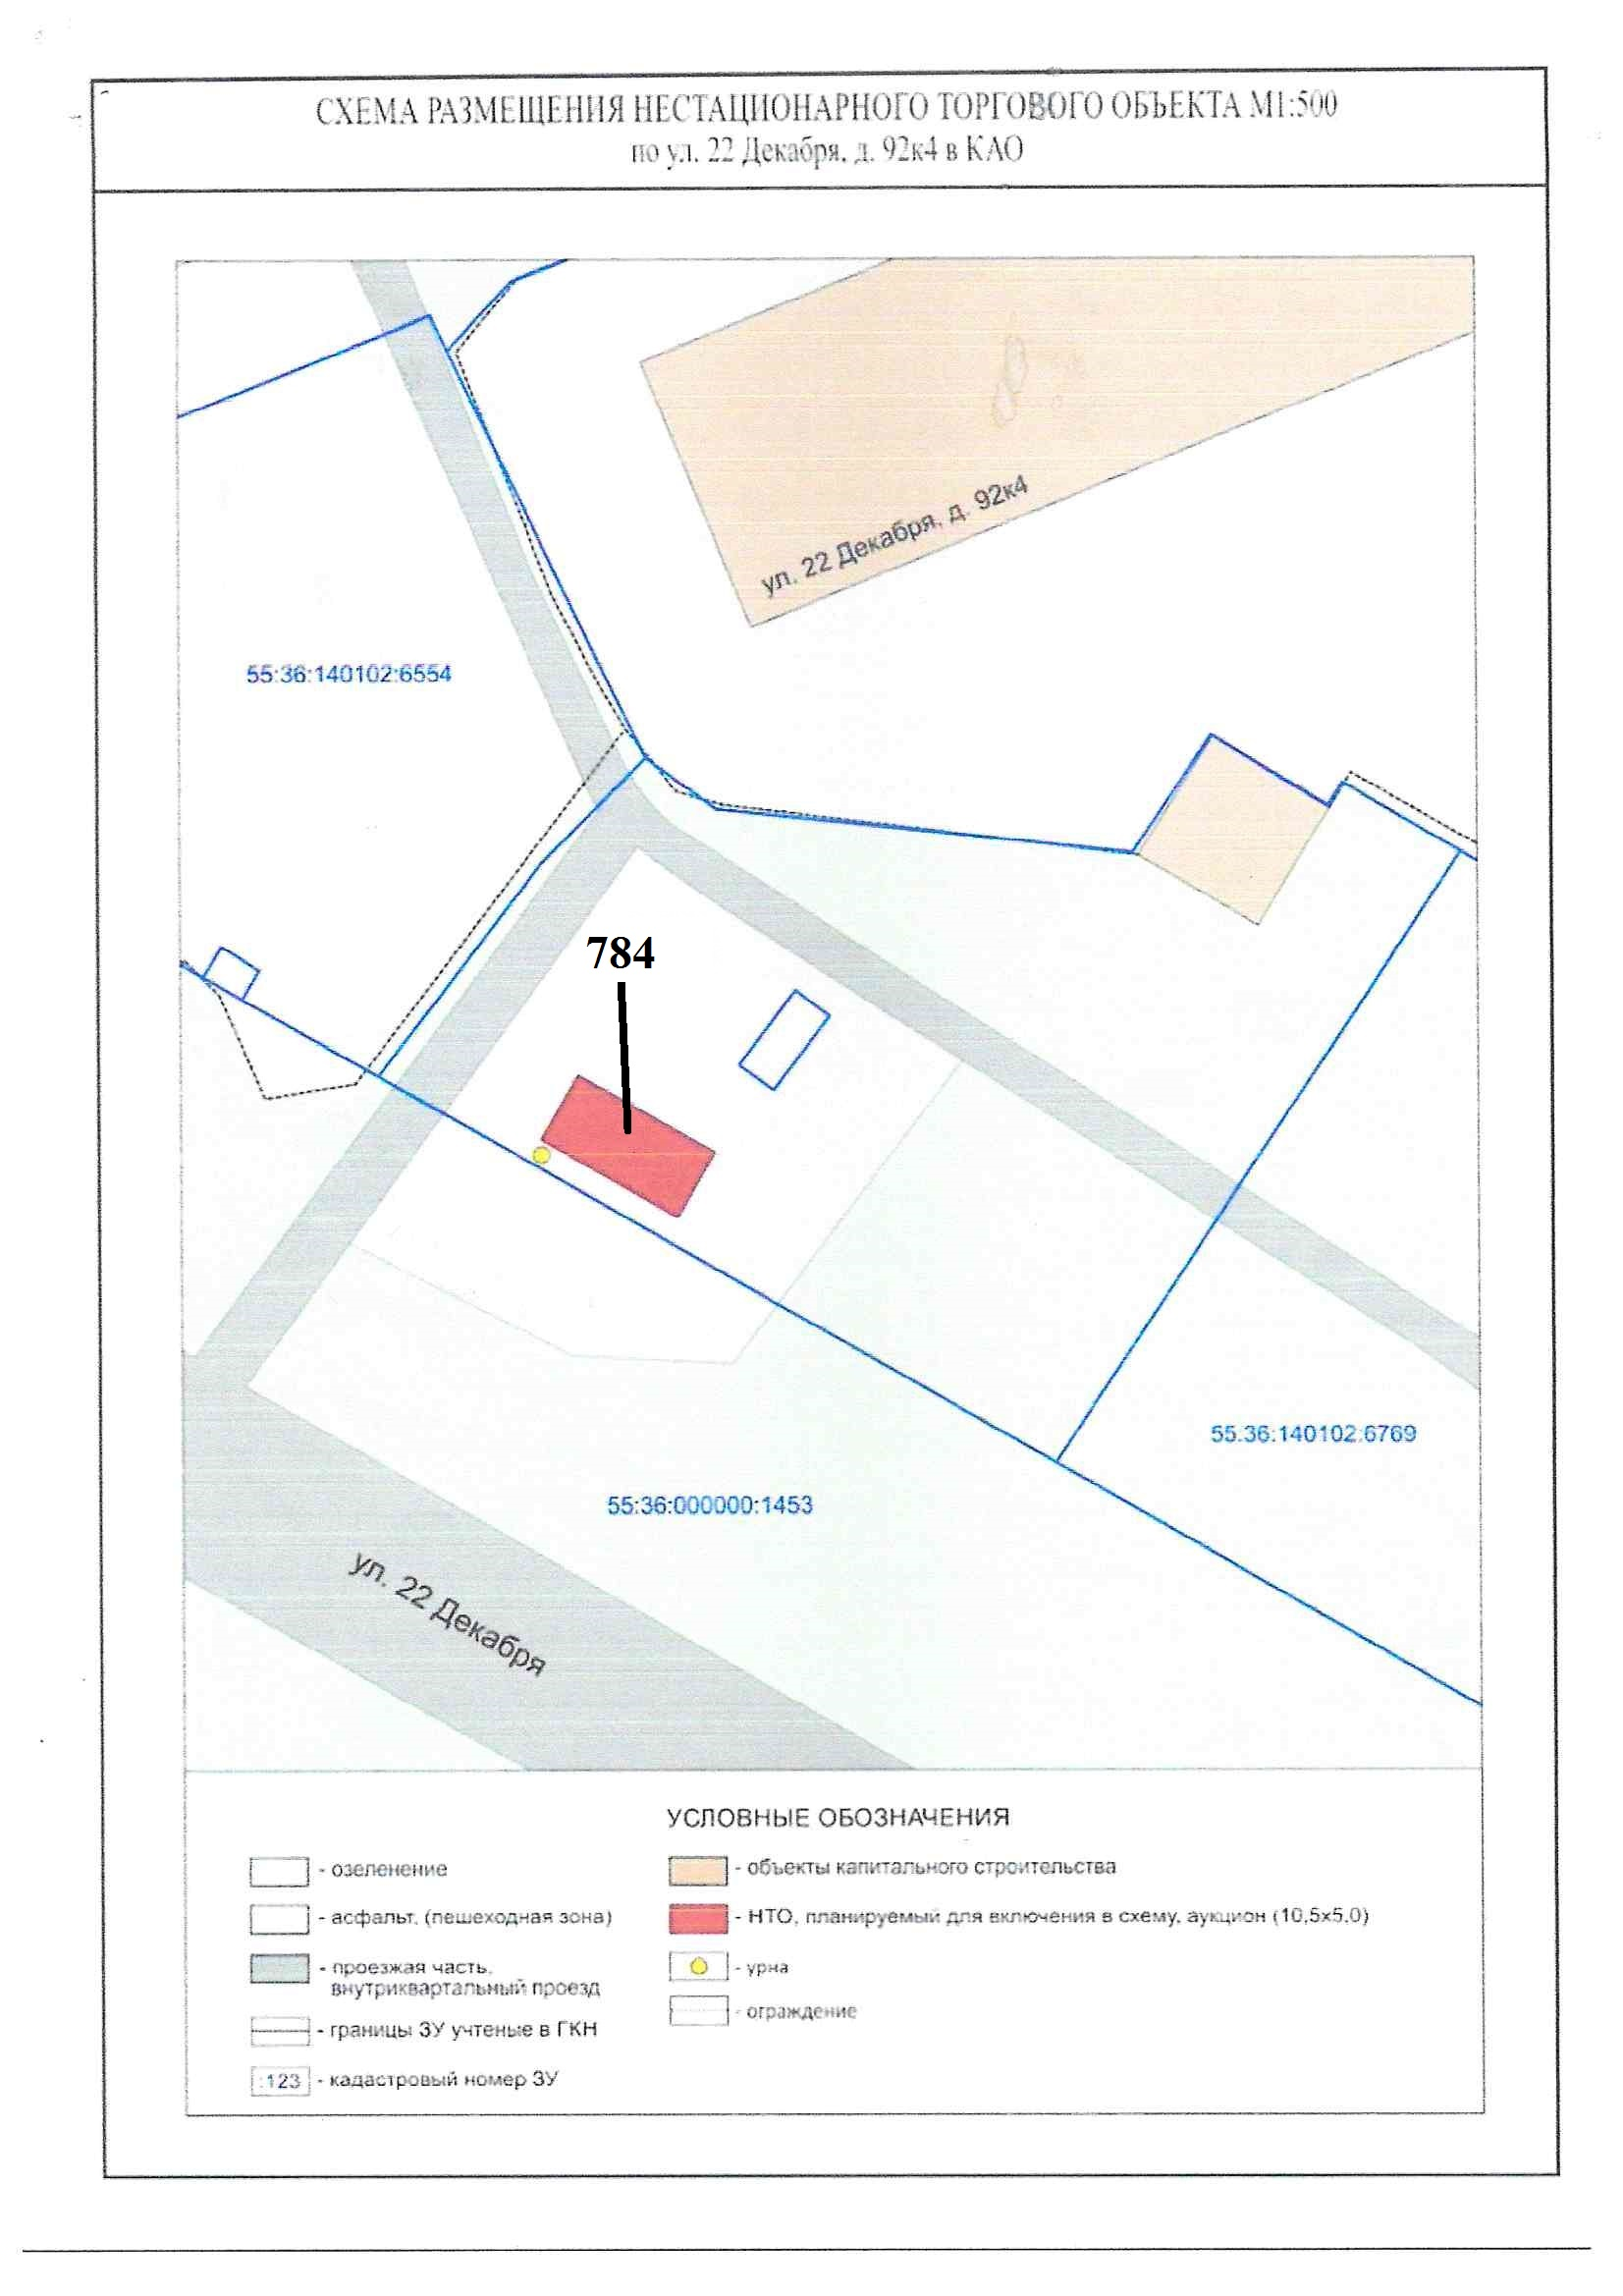 СХЕМА РАЗМЕЩЕНИЯ НЕСТАЦИОНАРНОГО ТОРГОВОГО ОБЪЕКТА М1:500
по ул. 22 Декабря, д. 92к4 в КАО
ул. 22 Декабря, д. 92к4
55:36:140102:6554
784
55.36:140102:6769
55:36:000000:1453
ул. 22 Декабря
УСЛОВНЫЕ ОБОЗНАЧЕНИЯ
- озеленение
- асфальт, (пешеходная зона)
- проезжая часть,
внутриквартальный проезд
- границы ЗУ учтеные в ГКН
:123 - кадастровый номер ЗУ
- объекты капитального строительства
- НТО, планируемый для включения в схему, аукцион (10,5х5,0)
- урна
- ограждение